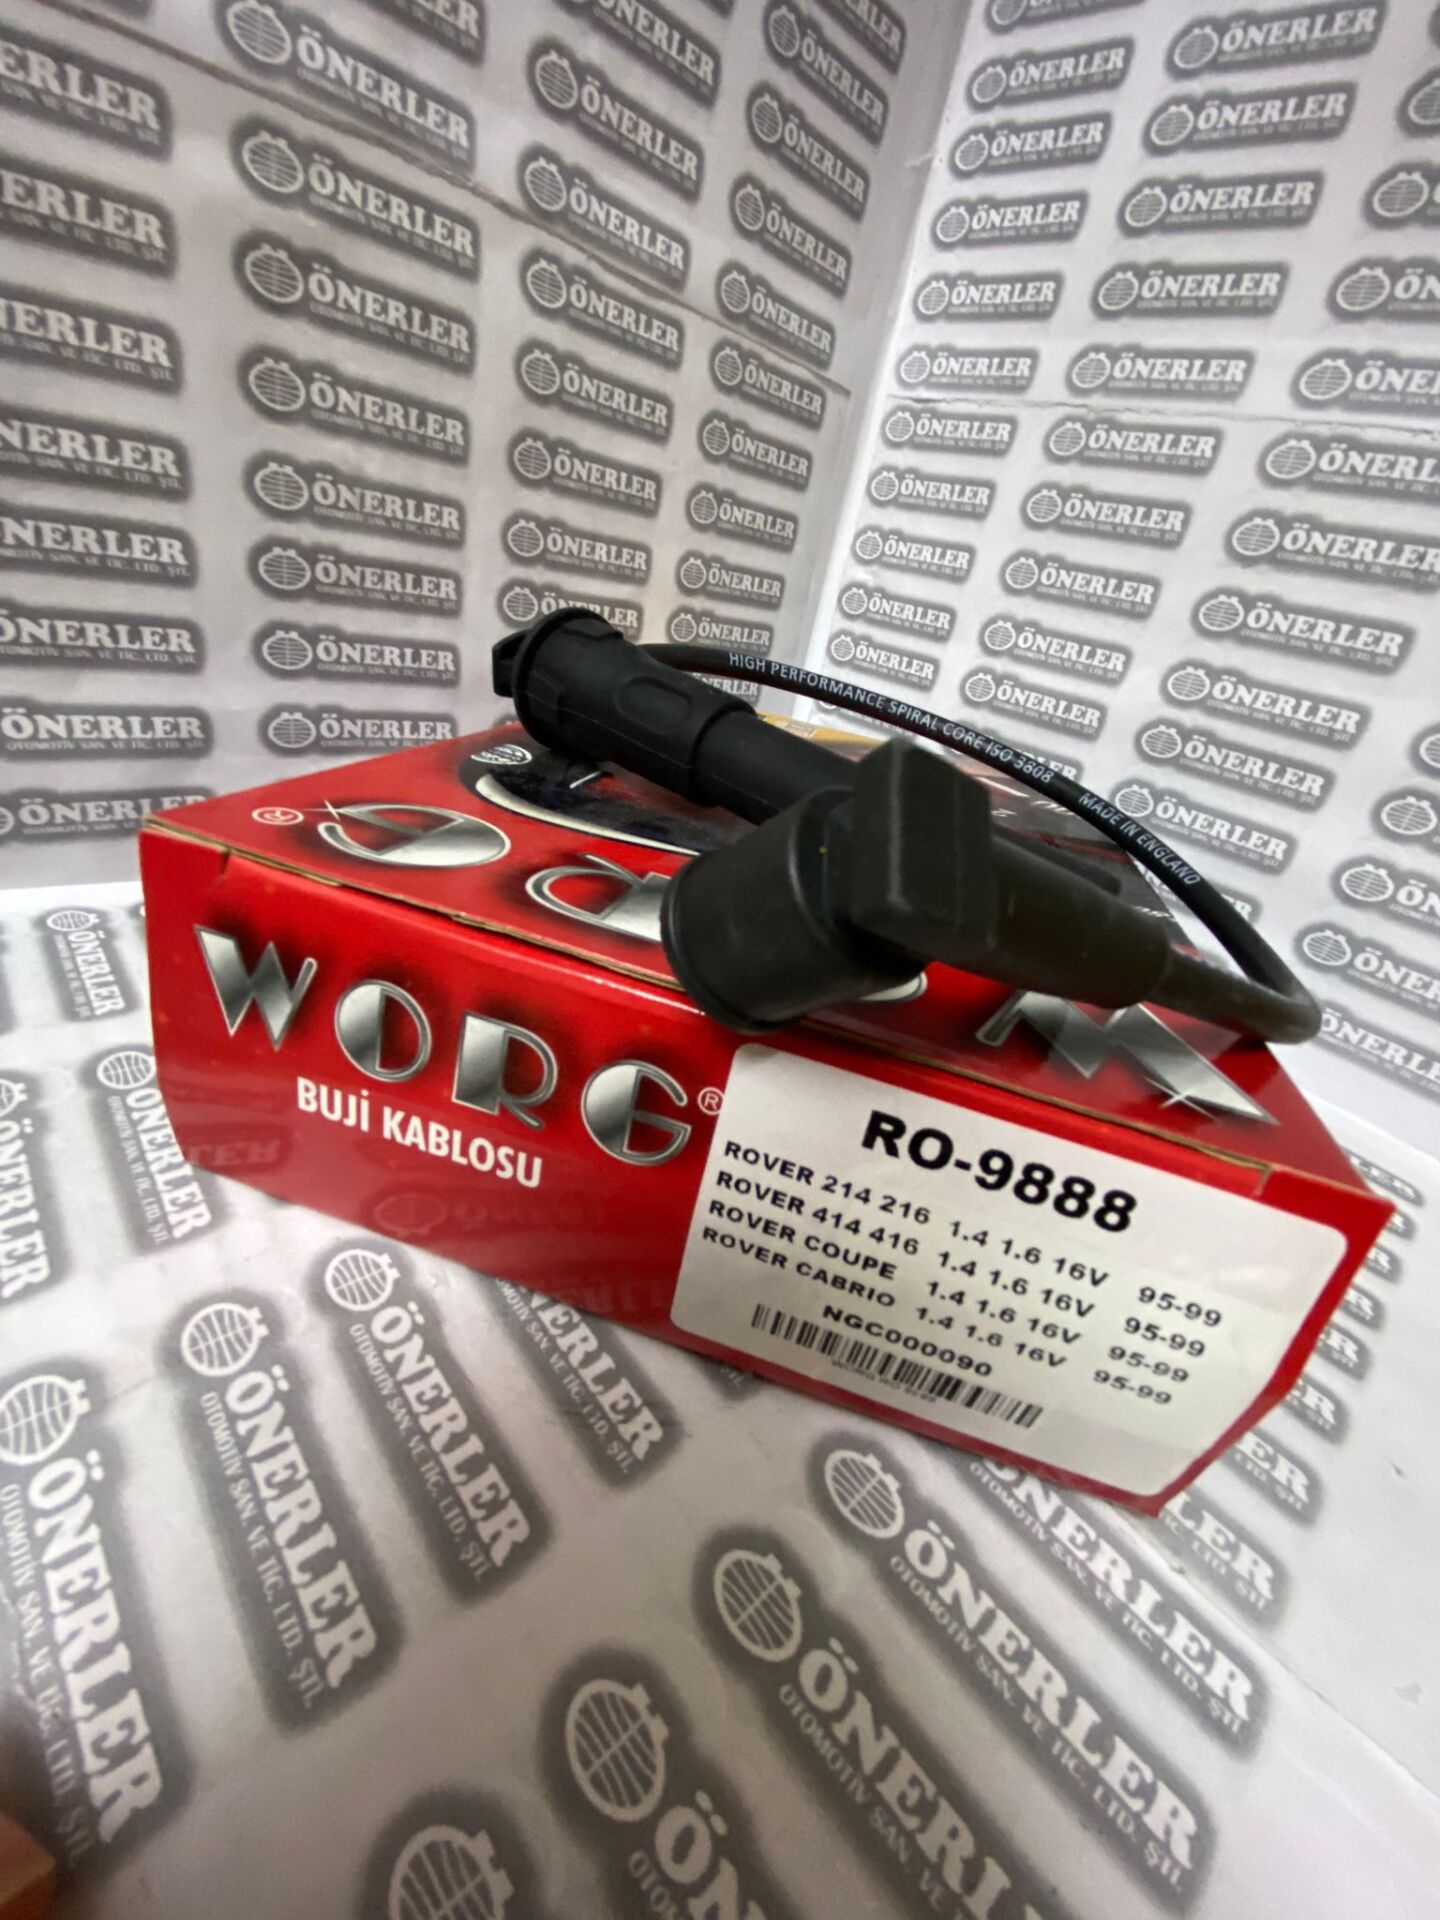 ÖNERLER
OTOMOTİV SAN. VE TİC. LTD. ŞTİ.
HIGH PERFORMANCE SPIRAL CORE ISO 3808 MADE IN ENGLAND
WORG®
WORG®
BUJİ KABLOSU
RO-9888
ROVER 214 216 1.4 1.6 16V 95-99
ROVER 414 416 1.4 1.6 16V 95-99
ROVER COUPE 1.4 1.6 16V 95-99
ROVER CABRIO 1.4 1.6 16V 95-99
NGC000090